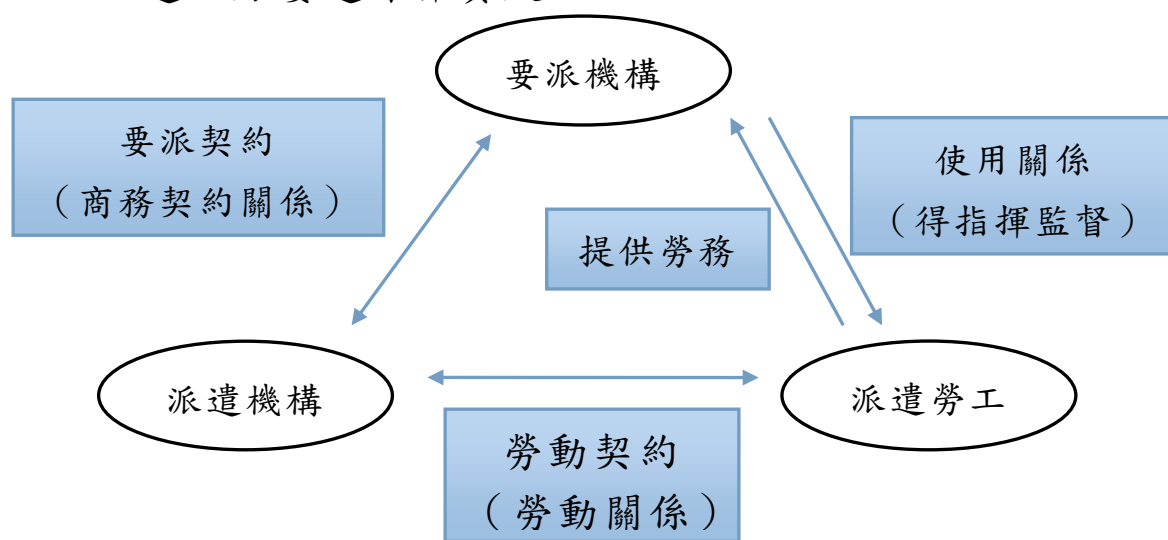 要派機構
要派契約
（商務契約關係）
使用關係
（得指揮監督）
提供勞務
派遣機構
派遣勞工
勞動契約
（勞動關係）